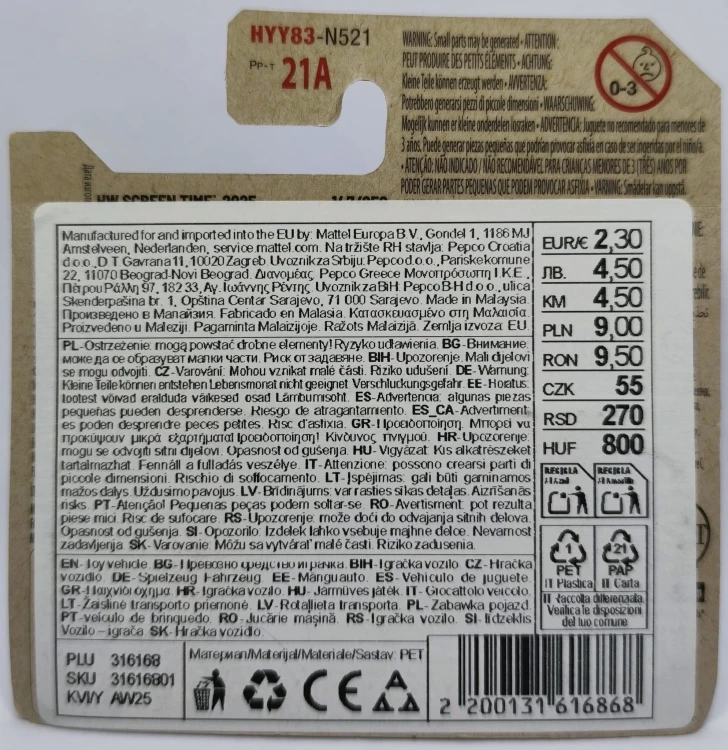 HYY83-N521
PP-T 21A
WARNING: Small parts may be generated • ATTENTION :
PEUT PRODUIRE DES PETITS ÉLÉMENTS • ACHTUNG:
Kleine Teile können erzeugt werden • AVVERTENZA:
Potrebbero generarsi pezzi di piccole dimensioni • WAARSCHUWING:
Mogelijk kunnen er kleine onderdelen losraken • ADVERTENCIA: Juguete no recomendado para menores de
3 años. Puede generar piezas pequeñas que podrían provocar asfixia en caso de ser ingeridas por el niño/a.
• ATENÇÃO: NÃO INDICADO / NÃO RECOMENDÁVEL PARA CRIANÇAS MENORES DE 3 (TRÊS) ANOS POR
PODER GERAR PARTES PEQUENAS QUE PODEM PROVOCAR ASFIXIA • VARNING: Smådelar kan uppstå.
0-3
HW SCREEN TIME™ 2025
Manufactured for and imported into the EU by: Mattel Europa B.V., Gondel 1, 1186 MJ
Amstelveen, Nederlanden, service.mattel.com. Na tržište RH stavlja: Pepco Croatia
d.o.o., D. T. Gavrana 11, 10020 Zagreb. Uvoznik za Srbiju: Pepco d.o.o., Pariske komune
22, 11070 Beograd-Novi Beograd. Διανομέας: Pepco Greece Μονοπρόσωπη Ι.Κ.Ε.,
Πέτρου Ράλλη 97, 182 33, Αγ. Ιωάννης Ρέντης. Uvoznik za BiH: Pepco B-H d.o.o., ulica
Skenderpašina br. 1, Opština Centar Sarajevo, 71 000 Sarajevo. Made in Malaysia.
Произведено в Малайзия. Fabricado en Malasia. Κατασκευασμένο στη Μαλαισία.
Proizvedeno u Maleziji. Pagaminta Malaizijoje. Ražots Malaizijā. Zemlja izvoza: EU.
PL-Ostrzeżenie: mogą powstać drobne elementy! Ryzyko udławienia. BG-Внимание:
може да се образуват малки части. Риск от задавяне. BIH-Upozorenje. Mali dijelovi
se mogu odvojiti. CZ-Varování: Mohou vznikat malé části. Riziko udušení. DE-Warnung:
Kleine Teile können entstehen Lebensmonat nicht geeignet. Verschluckungsgefahr. EE-Hoiatus:
tootest võivad eralduda väikesed osad Lämbumisoht. ES-Advertencia: algunas piezas
pequeñas pueden desprenderse. Riesgo de atragantamiento. ES_CA-Advertiment:
es poden desprendre peces petites. Risc d'asfíxia. GR-Προειδοποίηση. Μπορεί να
προκύψουν μικρά εξαρτήματα! Προειδοποίηση! Κίνδυνος πνιγμού. HR-Upozorenje:
mogu se odvojiti sitni dijelovi. Opasnost od gušenja. HU-Vigyázat: Kis alkatrészeket
tartalmazhat. Fennáll a fulladás veszélye. IT-Attenzione: possono crearsi parti di
piccole dimensioni. Rischio di soffocamento. LT-Įspėjimas: gali būti gaminamos
mažos dalys. Uždusimo pavojus. LV-Brīdinājums: var rasties sīkas detaļas. Aizrīšanās
risks. PT-Atenção! Pequenas peças podem soltar-se. RO-Avertisment: pot rezulta
piese mici. Risc de sufocare. RS-Upozorenje: može doći do odvajanja sitnih delova.
Opasnost od gušenja. SI-Opozorilo. Izdelek lahko vsebuje majhne delce. Nevarnost
zadavljenja. SK-Varovanie. Môžu sa vytvárať malé časti. Riziko zadusenia.
EN-Toy vehicle. BG-Превозно средство играчка. BIH-Igračka vozilo. CZ-Hračka
vozidlo. DE-Spielzeug Fahrzeug. EE-Mänguauto. ES-Vehículo de juguete.
GR-Παιχνίδι όχημα. HR-Igračka vozilo. HU-Járműves játék. IT-Giocattolo veicolo.
LT-Žaislinė transporto priemonė. LV-Rotaļlieta transporta. PL-Zabawka pojazd.
PT-veículo de brinquedo. RO-Jucărie mașină. RS-Igračka vozilo. SI-Izdeleks
Vozilo – igrača SK-Hračka vozidlo.
EUR/€ 2,30
ЛВ. 4,50
KM 4,50
PLN 9,00
RON 9,50
CZK 55
RSD 270
HUF 800
RECICLA RECICLA
Al Azul Al Amarillo
1 21
PET PAP
IT Plastica IT Carta
IT Raccolta differenziata.
Verifica le disposizioni
del tuo comune
PLU 316168
SKU 31616801
KVI/Y AW25
Материал/Materijal/Materiale/Sastav: PET
CE
2 200131 616868